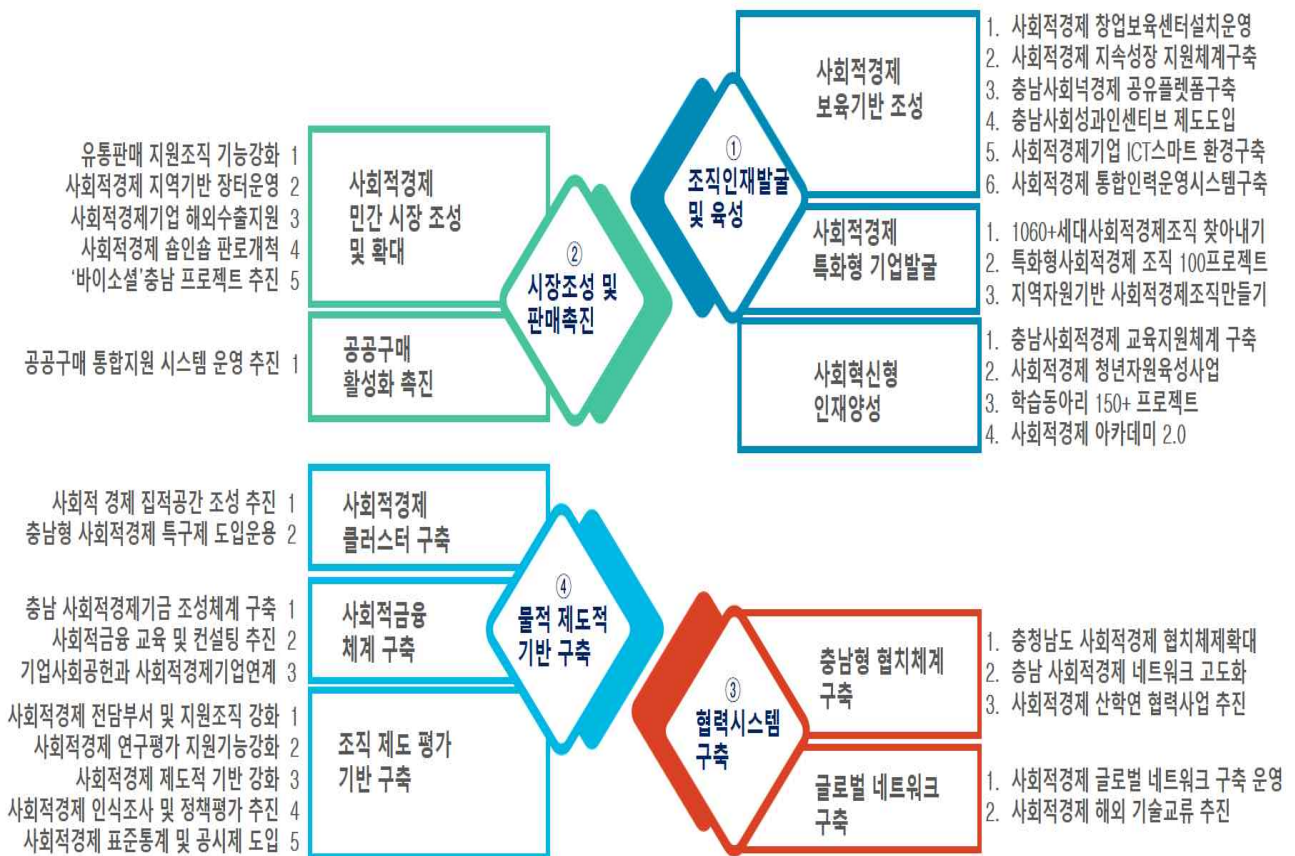 ①
조직인재발굴
및 육성
사회적경제
보육기반 조성
1. 사회적경제 창업보육센터설치운영
2. 사회적경제 지속성장 지원체계구축
3. 충남사회넉경제 공유플렛폼구축
4. 충남사회성과인센티브 제도도입
5. 사회적경제기업 ICT스마트 환경구축
6. 사회적경제 통합인력운영시스템구축
사회적경제
특화형 기업발굴
1. 1060+세대사회적경제조직 찾아내기
2. 특화형사회적경제 조직 100프로젝트
3. 지역자원기반 사회적경제조직만들기
사회혁신형
인재양성
1. 충남사회적경제 교육지원체계 구축
2. 사회적경제 청년자원육성사업
3. 학습동아리 150+ 프로젝트
4. 사회적경제 아카데미 2.0
②
시장조성 및
판매촉진
사회적경제
민간 시장 조성
및 확대
유통판매 지원조직 기능강화 1
사회적경제 지역기반 장터운영 2
사회적경제기업 해외수출지원 3
사회적경제 숍인숍 판로개척 4
‘바이소셜’충남 프로젝트 추진 5
공공구매
활성화 촉진
공공구매 통합지원 시스템 운영 추진 1
③
협력시스템
구축
충남형 협치체계
구축
1. 충청남도 사회적경제 협치체제확대
2. 충남 사회적경제 네트워크 고도화
3. 사회적경제 산학연 협력사업 추진
글로벌 네트워크
구축
1. 사회적경제 글로벌 네트워크 구축 운영
2. 사회적경제 해외 기술교류 추진
④
물적 제도적
기반 구축
사회적경제
클러스터 구축
사회적 경제 집적공간 조성 추진 1
충남형 사회적경제 특구제 도입운용 2
사회적금융
체계 구축
충남 사회적경제기금 조성체계 구축 1
사회적금융 교육 및 컨설팅 추진 2
기업사회공헌과 사회적경제기업연계 3
조직 제도 평가
기반 구축
사회적경제 전담부서 및 지원조직 강화 1
사회적경제 연구평가 지원기능강화 2
사회적경제 제도적 기반 강화 3
사회적경제 인식조사 및 정책평가 추진 4
사회적경제 표준통계 및 공시제 도입 5